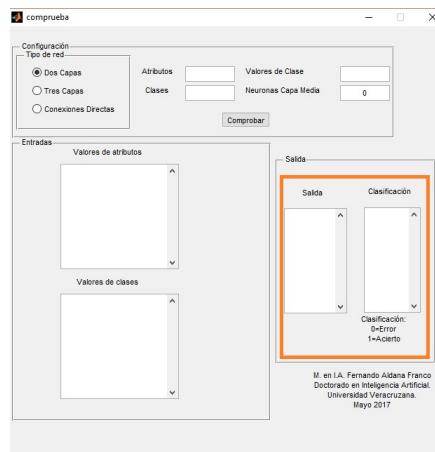 comprueba
Configuración
Tipo de red
Dos Capas
Tres Capas
Conexiones Directas
Atributos
Valores de Clase
Clases
Neuronas Capa Media
0
Comprobar
Entradas
Valores de atributos
Valores de clases
Salida
Salida
Clasificación
Clasificación:
0=Error
1=Acierto
M. en I.A. Fernando Aldana Franco
Doctorado en Inteligencia Artificial.
Universidad Veracruzana.
Mayo 2017